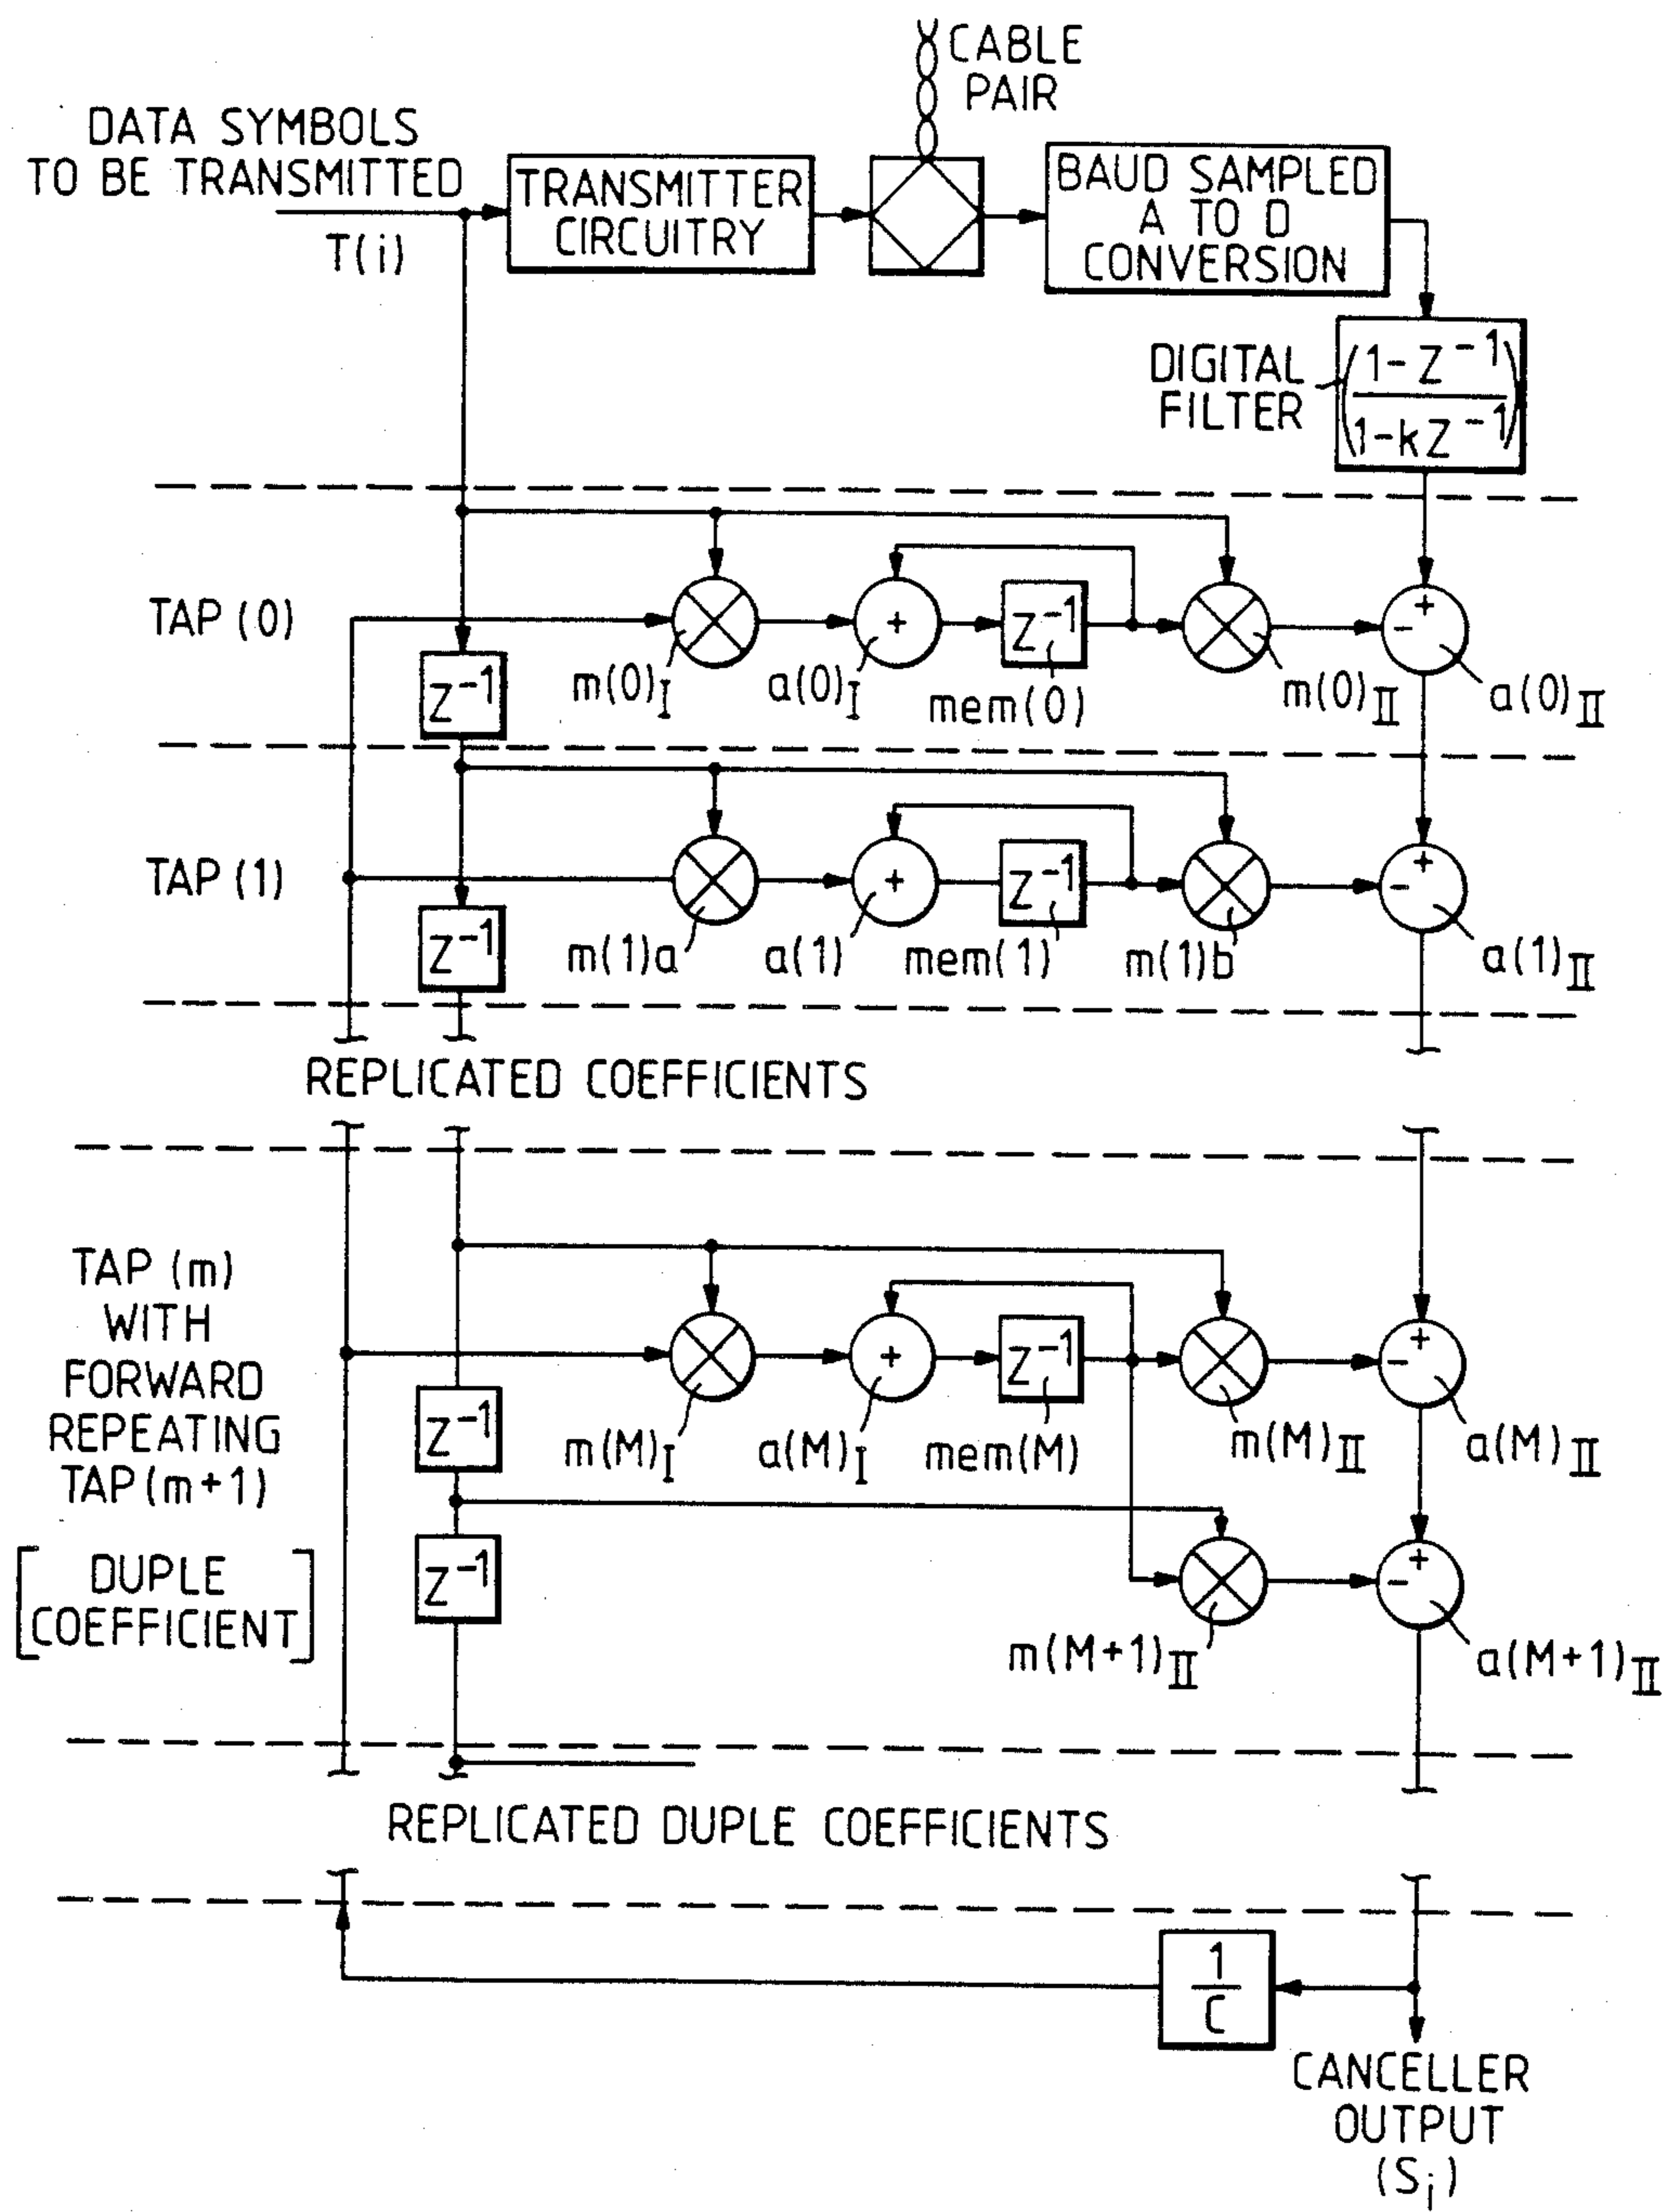 CABLE
PAIR
DATA SYMBOLS
TO BE TRANSMITTED
T(i)
TRANSMITTER
CIRCUITRY
BAUD SAMPLED
A TO D
CONVERSION
DIGITAL
FILTER
(1-Z⁻¹
1-kZ⁻¹)
TAP (0)
Z⁻¹
+
Z⁻¹
+
-
m(0)I
a(0)I
mem(0)
m(0)II
a(0)II
TAP (1)
Z⁻¹
+
Z⁻¹
+
-
m(1)a
a(1)
mem(1)
m(1)b
a(1)II
REPLICATED COEFFICIENTS
TAP (m)
WITH
FORWARD
REPEATING
TAP(m+1)
[DUPLE
COEFFICIENT]
+
Z⁻¹
+
-
Z⁻¹
m(M)I
a(M)I
mem(M)
m(M)II
a(M)II
Z⁻¹
+
-
m(M+1)II
a(M+1)II
REPLICATED DUPLE COEFFICIENTS
1
C
CANCELLER
OUTPUT
(Si)